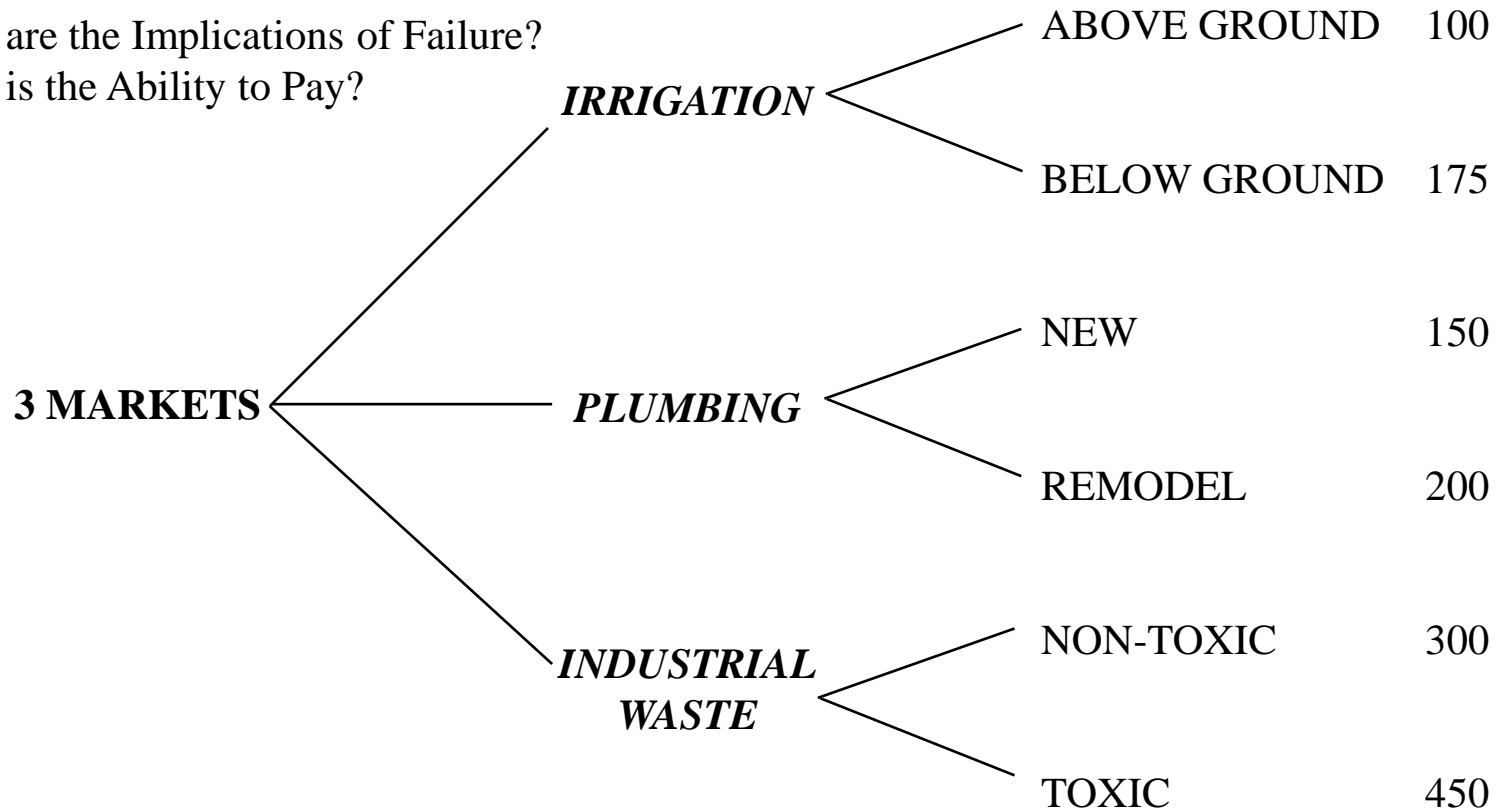 are the Implications of Failure?
is the Ability to Pay?
3 MARKETS
IRRIGATION
ABOVE GROUND 100
BELOW GROUND 175
PLUMBING
NEW 150
REMODEL 200
INDUSTRIAL
WASTE
NON-TOXIC 300
TOXIC 450